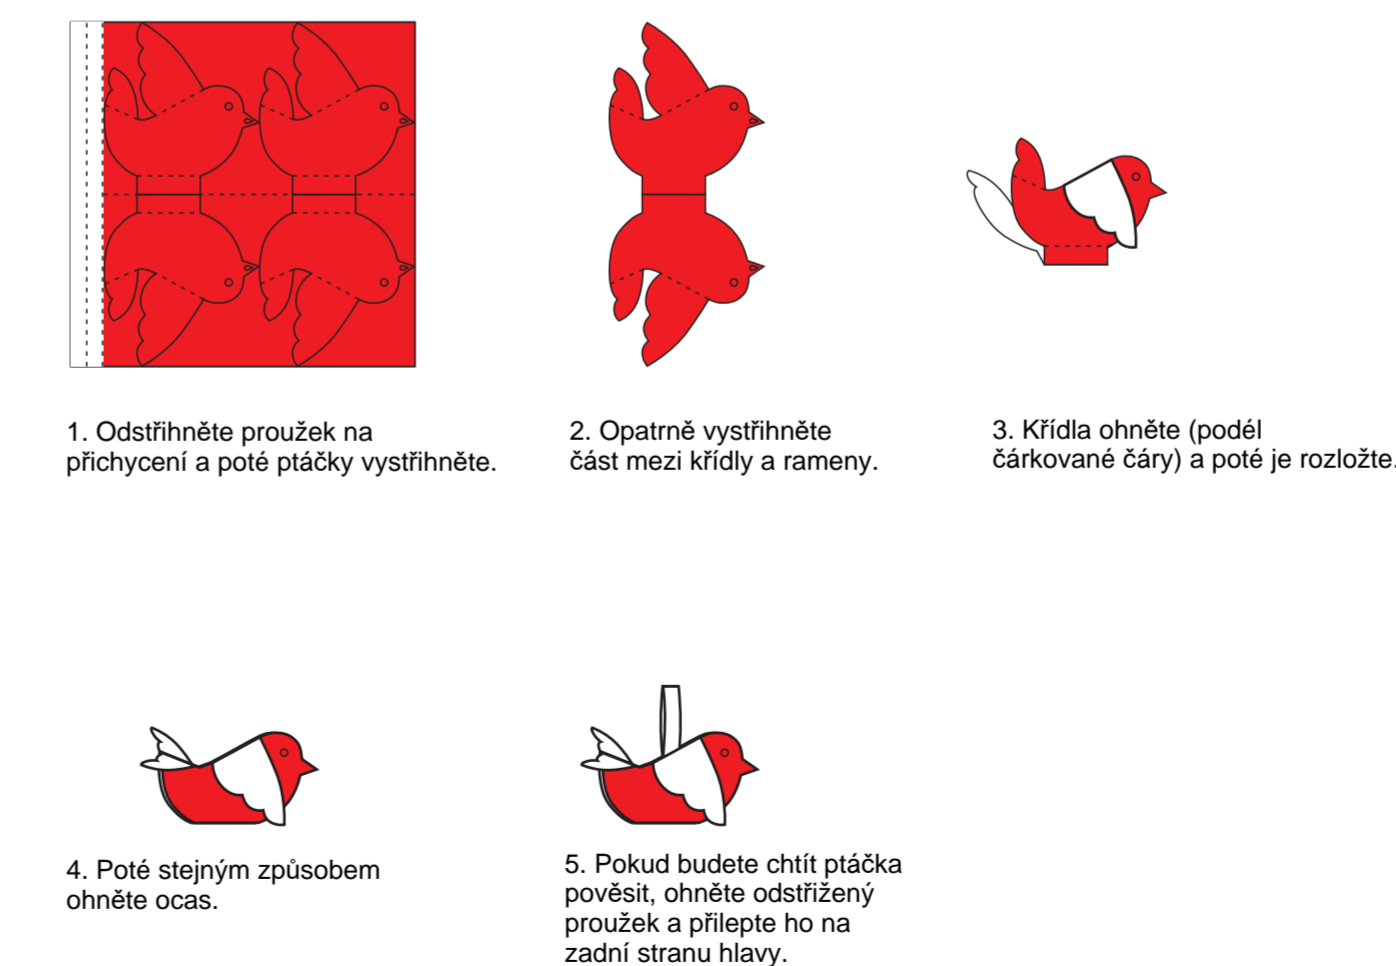 1. Odstřihněte proužek na
přichycení a poté ptáčky vystřihněte.
2. Opatrně vystřihněte
část mezi křídly a rameny.
3. Křídla ohněte (podél
čárkované čáry) a poté je rozložte.
4. Poté stejným způsobem
ohněte ocas.
5. Pokud budete chtít ptáčka
pověsit, ohněte odstřižený
proužek a přilepte ho na
zadní stranu hlavy.